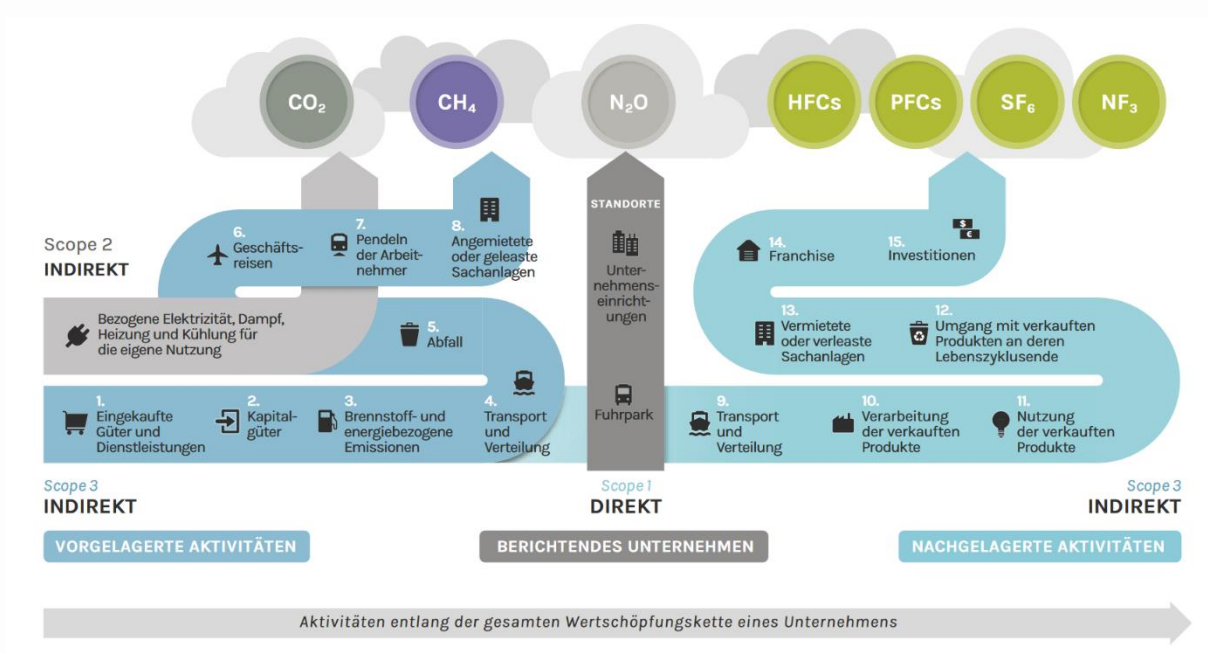 CO₂
CH₄
N₂O
HFCs
PFCs
SF₆
NF₃
Scope 2
INDIREKT
6.
Geschäfts-
reisen
7.
Pendeln
der Arbeit-
nehmer
8.
Angemietete
oder geleaste
Sachanlagen
STANDORTE
Unter-
nehmens-
einricht-
ungen
14.
Franchise
15.
Investitionen
$
€
Bezogene Elektrizität, Dampf,
Heizung und Kühlung für
die eigene Nutzung
5.
Abfall
13.
Vermietete
oder verleaste
Sachanlagen
12.
Umgang mit verkauften
Produkten an deren
Lebenszyklusende
1.
Eingekaufte
Güter und
Dienstleistungen
2.
Kapital-
güter
3.
Brennstoff- und
energiebezogene
Emissionen
4.
Transport
und
Verteilung
Fuhrpark
9.
Transport
und
Verteilung
10.
Verarbeitung
der verkauften
Produkte
11.
Nutzung
der verkauften
Produkte
Scope 3
INDIREKT
Scope 1
DIREKT
Scope 3
INDIREKT
VORGELAGERTE AKTIVITÄTEN
BERICHTENDES UNTERNEHMEN
NACHGELAGERTE AKTIVITÄTEN
Aktivitäten entlang der gesamten Wertschöpfungskette eines Unternehmens